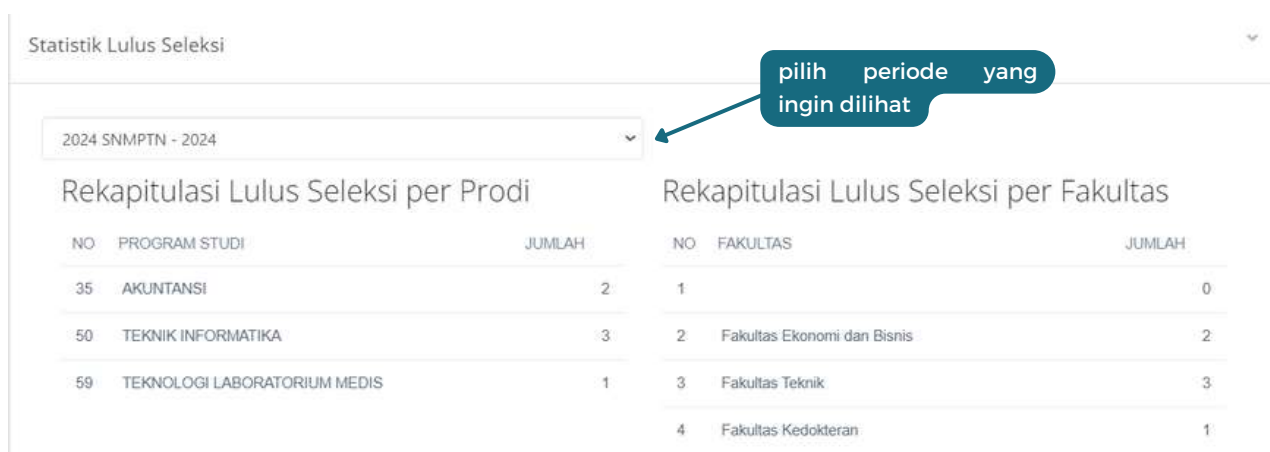 Statistik Lulus Seleksi
pilih periode yang
ingin dilihat
2024 SNMPTN - 2024
Rekapitulasi Lulus Seleksi per Prodi
NO PROGRAM STUDI JUMLAH
35 AKUNTANSI 2
50 TEKNIK INFORMATIKA 3
59 TEKNOLOGI LABORATORIUM MEDIS 1
Rekapitulasi Lulus Seleksi per Fakultas
NO FAKULTAS JUMLAH
1 0
2 Fakultas Ekonomi dan Bisnis 2
3 Fakultas Teknik 3
4 Fakultas Kedokteran 1